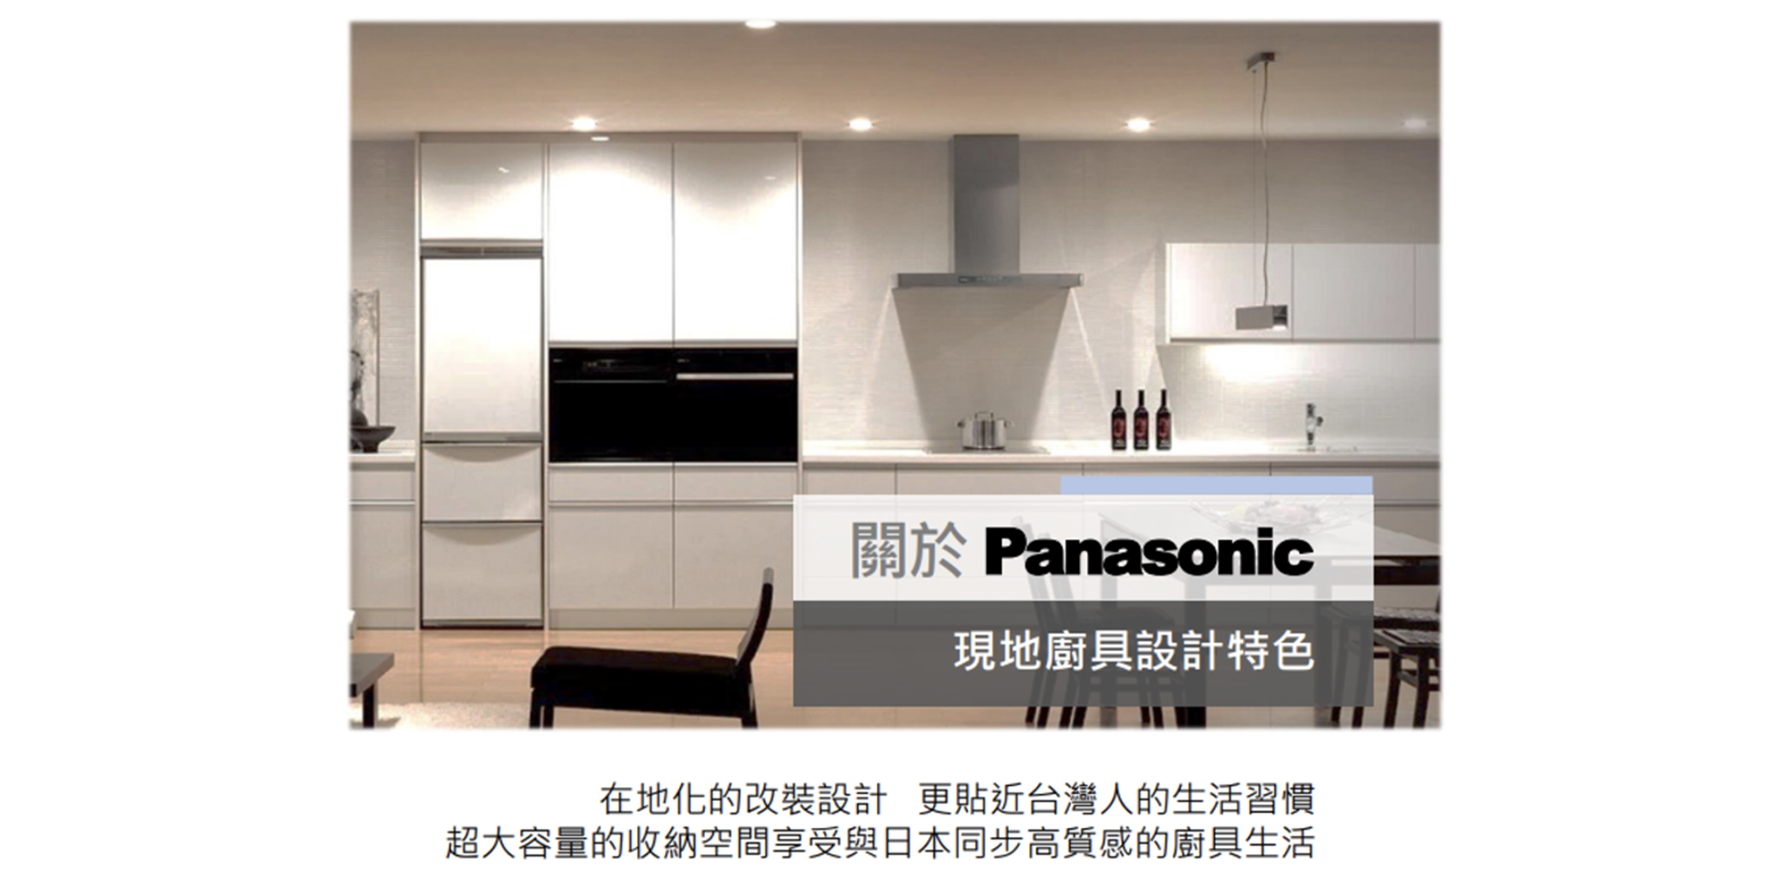 關於 Panasonic
現地廚具設計特色
在地化的改裝設計 更貼近台灣人的生活習慣
超大容量的收納空間享受與日本同步高質感的廚具生活